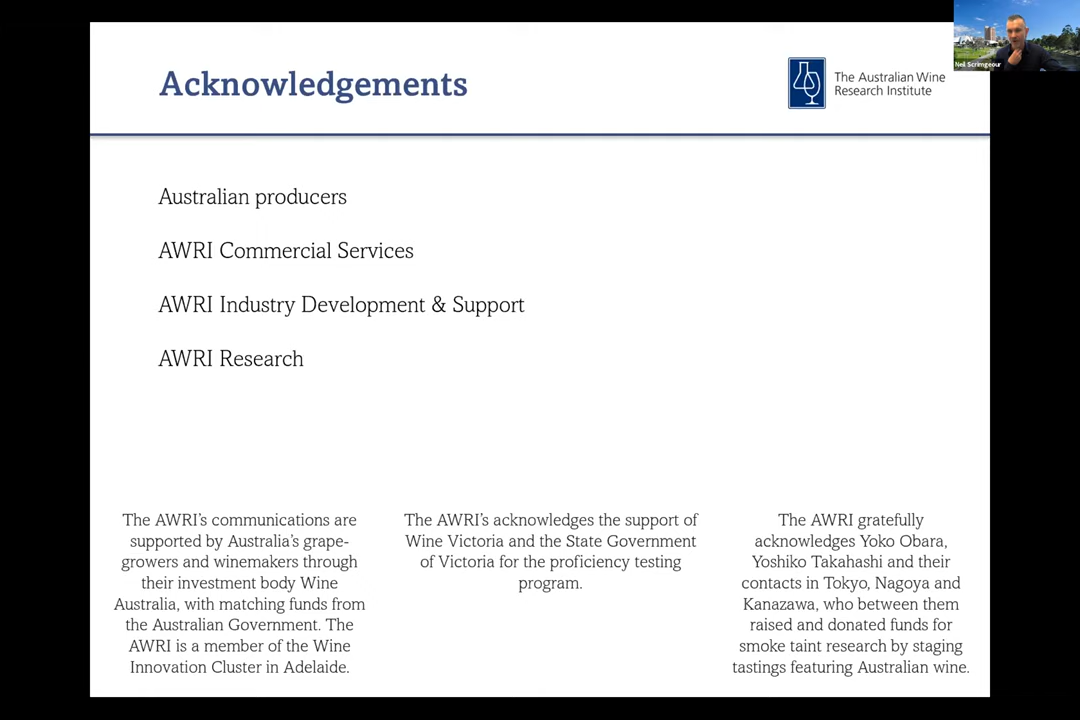 Acknowledgements
The Australian Wine
Research Institute
Neil Scrimgeour
Australian producers
AWRI Commercial Services
AWRI Industry Development & Support
AWRI Research
The AWRI's communications are
supported by Australia's grape-
growers and winemakers through
their investment body Wine
Australia, with matching funds from
the Australian Government. The
AWRI is a member of the Wine
Innovation Cluster in Adelaide.
The AWRI's acknowledges the support of
Wine Victoria and the State Government
of Victoria for the proficiency testing
program.
The AWRI gratefully
acknowledges Yoko Obara,
Yoshiko Takahashi and their
contacts in Tokyo, Nagoya and
Kanazawa, who between them
raised and donated funds for
smoke taint research by staging
tastings featuring Australian wine.